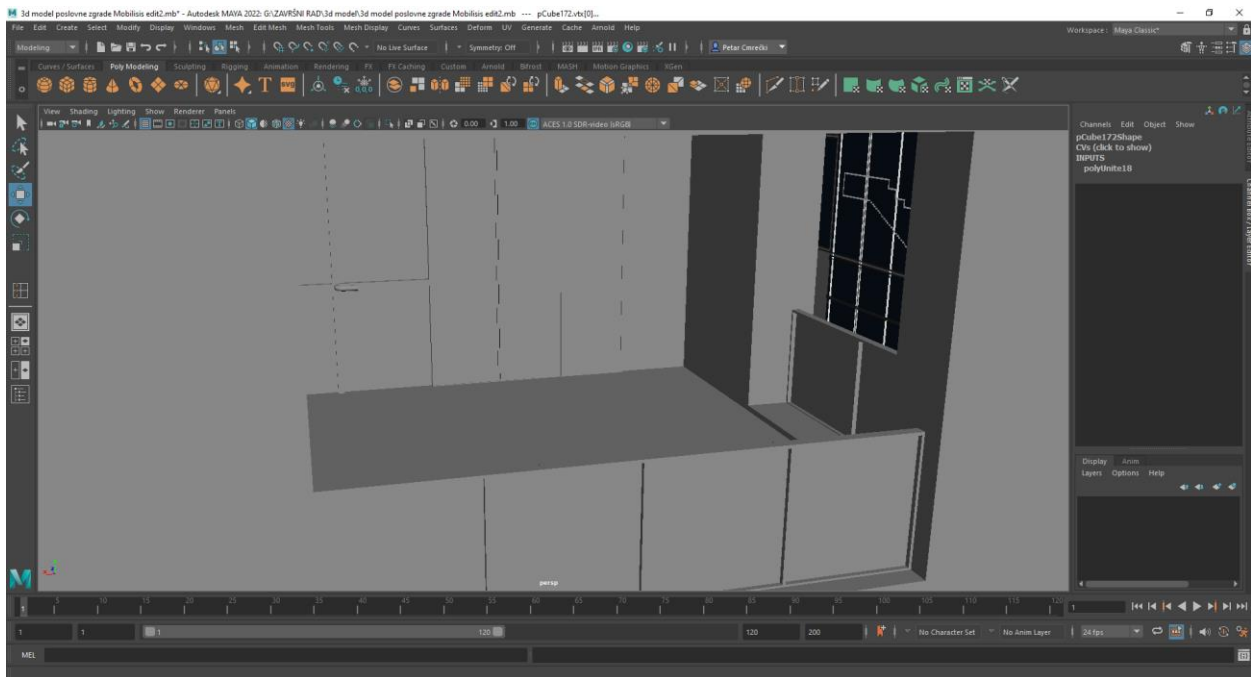 3d model poslovne zgrade Mobilisis edit2.mb* - Autodesk MAYA 2022: G:\ZAVRŠNI RAD\3d model\3d model poslovne zgrade Mobilisis edit2.mb --- pCube172.vtx[0]...
File Edit Create Select Modify Display Windows Mesh Edit Mesh Mesh Tools Mesh Display Curves Surfaces Deform UV Generate Cache Arnold Help
Workspace: Maya Classic*
Modeling
No Live Surface
Symmetry: Off
Petar Cmrečki
Curves / Surfaces Poly Modeling Sculpting Rigging Animation Rendering FX FX Caching Custom Arnold Bifrost MASH Motion Graphics XGen
View Shading Lighting Show Renderer Panels
0.00 1.00 ACES 1.0 SDR-video (sRGB)
Channels Edit Object Show
pCube172Shape
CVs (click to show)
INPUTS
polyUnite18
Display Anim
Layers Options Help
persp
1 5 10 15 20 25 30 35 40 45 50 55 60 65 70 75 80 85 90 95 100 105 110 115 120 1
1 1 1 120 120 200 No Character Set No Anim Layer 24 fps
MEL